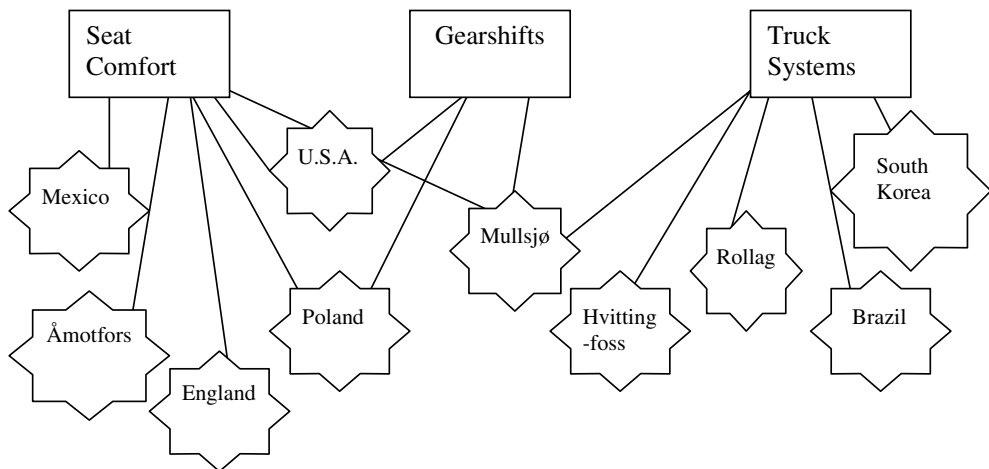 Seat
Comfort
Gearshifts
Truck
Systems
U.S.A.
South
Korea
Mexico
Mullsjø
Rollag
Åmotfors
Poland
Hvitting
-foss
Brazil
England